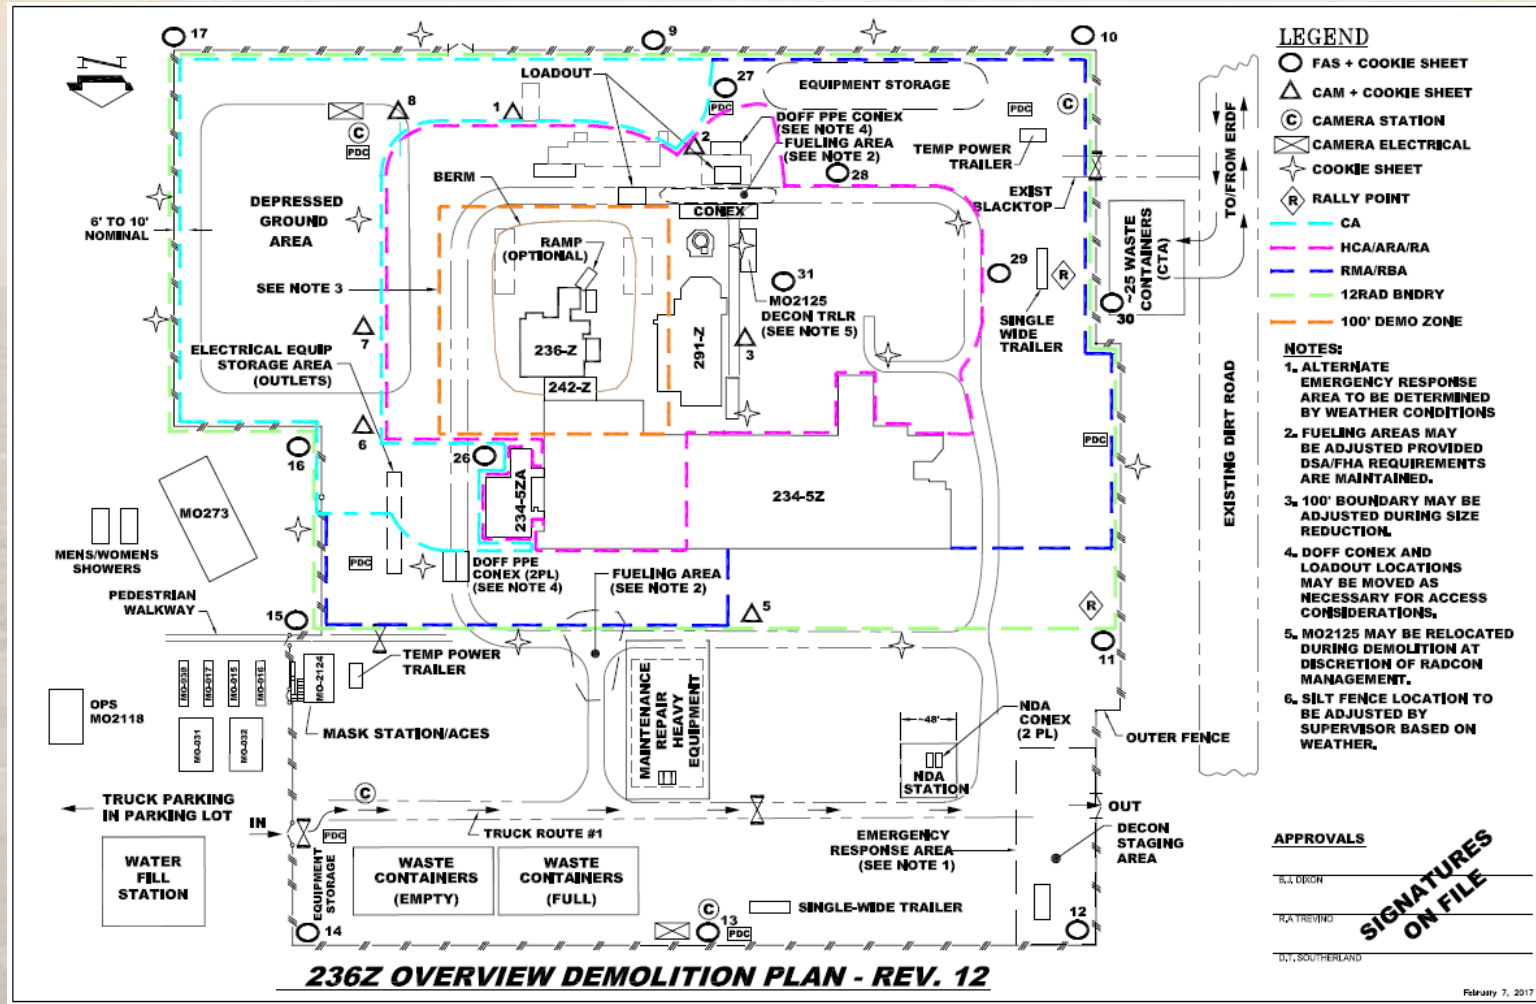 17
9
10
LOADOUT
27
PDC
EQUIPMENT STORAGE
8
C
PDC
1
2
DOFF PPE CONEX
(SEE NOTE 4)
FUELING AREA
(SEE NOTE 2)
PDC
C
TEMP POWER
TRAILER
28
EXIST
BLACKTOP
TO/FROM ERDF
BERM
CONEX
DEPRESSED
GROUND
AREA
6' TO 10'
NOMINAL
RAMP
(OPTIONAL)
SEE NOTE 3
31
29
R
~25 WASTE
CONTAINERS
(CTA)
30
MO2125
DECON TRLR
(SEE NOTE 5)
SINGLE
WIDE
TRAILER
7
3
236-Z
242-Z
291-Z
ELECTRICAL EQUIP
STORAGE AREA
(OUTLETS)
EXISTING DIRT ROAD
6
16
26
PDC
234-5ZA
234-5Z
MO273
MENS/WOMENS
SHOWERS
PDC
DOFF PPE
CONEX (2PL)
(SEE NOTE 4)
FUELING AREA
(SEE NOTE 2)
PEDESTRIAN
WALKWAY
15
5
R
11
TEMP POWER
TRAILER
MO-030
MO-017
MO-015
MO-016
MO-2124
OPS
MO2118
MO-031
MO-032
MASK STATION/ACES
MAINTENANCE
REPAIR
HEAVY
EQUIPMENT
~48'
NDA
CONEX
(2 PL)
NDA
STATION
OUTER FENCE
TRUCK PARKING
IN PARKING LOT
IN
C
PDC
TRUCK ROUTE #1
OUT
EMERGENCY
RESPONSE AREA
(SEE NOTE 1)
DECON
STAGING
AREA
WATER
FILL
STATION
EQUIPMENT
STORAGE
WASTE
CONTAINERS
(EMPTY)
WASTE
CONTAINERS
(FULL)
SINGLE-WIDE TRAILER
14
C
13
PDC
12
236Z OVERVIEW DEMOLITION PLAN - REV. 12
LEGEND
FAS + COOKIE SHEET
CAM + COOKIE SHEET
C CAMERA STATION
CAMERA ELECTRICAL
COOKIE SHEET
R RALLY POINT
CA
HCA/ARA/RA
RMA/RBA
12RAD BNDRY
100' DEMO ZONE
NOTES:
1. ALTERNATE
EMERGENCY RESPONSE
AREA TO BE DETERMINED
BY WEATHER CONDITIONS
2. FUELING AREAS MAY
BE ADJUSTED PROVIDED
DSA/FHA REQUIREMENTS
ARE MAINTAINED.
3. 100' BOUNDARY MAY BE
ADJUSTED DURING SIZE
REDUCTION.
4. DOFF CONEX AND
LOADOUT LOCATIONS
MAY BE MOVED AS
NECESSARY FOR ACCESS
CONSIDERATIONS.
5. MO2125 MAY BE RELOCATED
DURING DEMOLITION AT
DISCRETION OF RADCON
MANAGEMENT.
6. SILT FENCE LOCATION TO
BE ADJUSTED BY
SUPERVISOR BASED ON
WEATHER.
APPROVALS
B.J. DIXON
R.A TREVINO
D.T. SOUTHERLAND
SIGNATURES
ON FILE
February 7, 2017